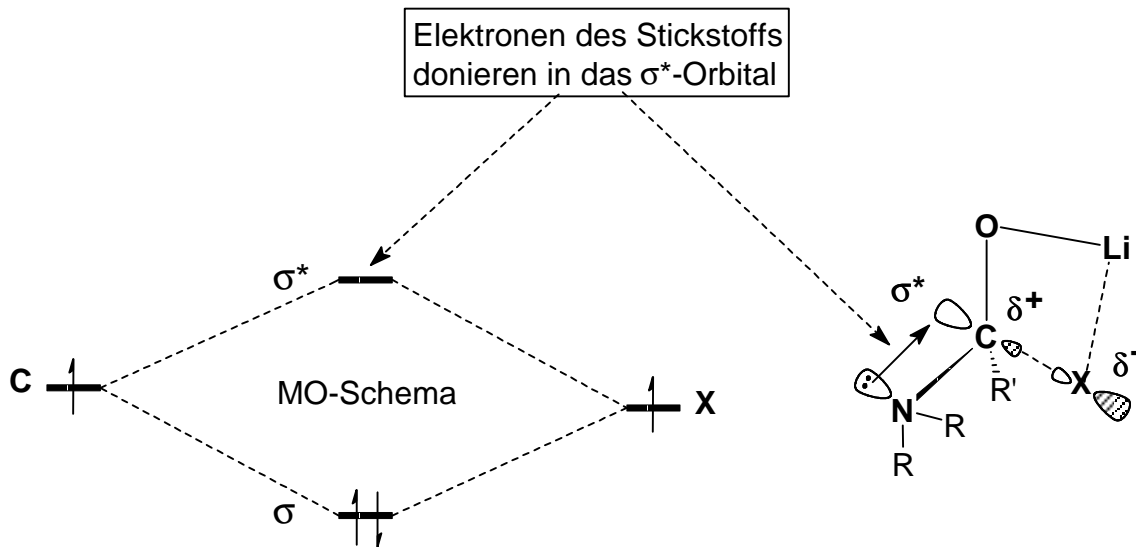 Elektronen des Stickstoffs
donieren in das σ*-Orbital
σ*
C
MO-Schema
X
σ
O
Li
σ*
δ+
C
δ-
X
R'
N
R
R